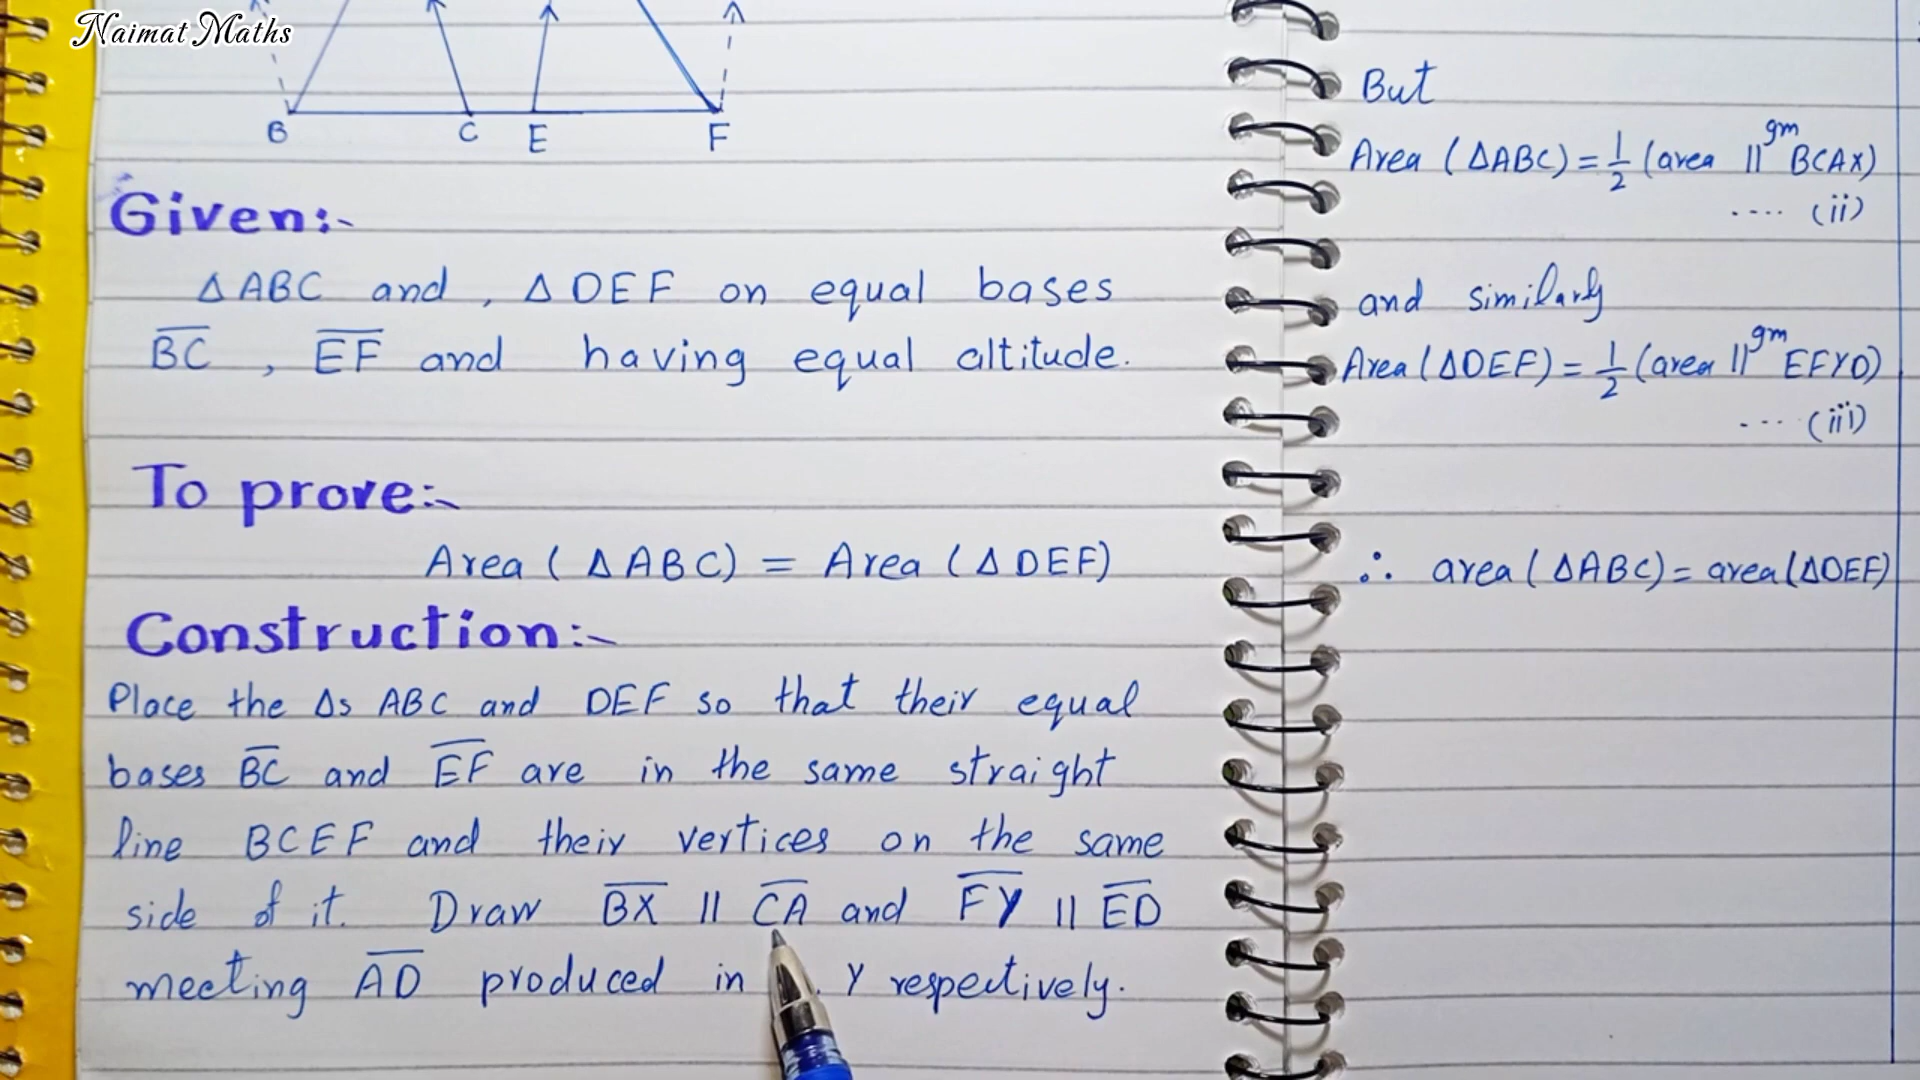 Naimat Maths
B C E F
Given:-
Δ ABC and , Δ DEF on equal bases
BC , EF and having equal altitude.
To prove:-
Area ( Δ ABC) = Area ( Δ DEF)
Construction:-
Place the Δs ABC and DEF so that their equal
bases BC and EF are in the same straight
line BCEF and their vertices on the same
side of it. Draw BX || CA and FY || ED
meeting AD produced in Y respectively.
But
Area (ΔABC) = 1/2 (area ||gm BCAX)
.... (ii)
and similarly
Area (ΔDEF) = 1/2 (area ||gm EFYD)
.... (iii)
∴ area (ΔABC) = area (ΔDEF)